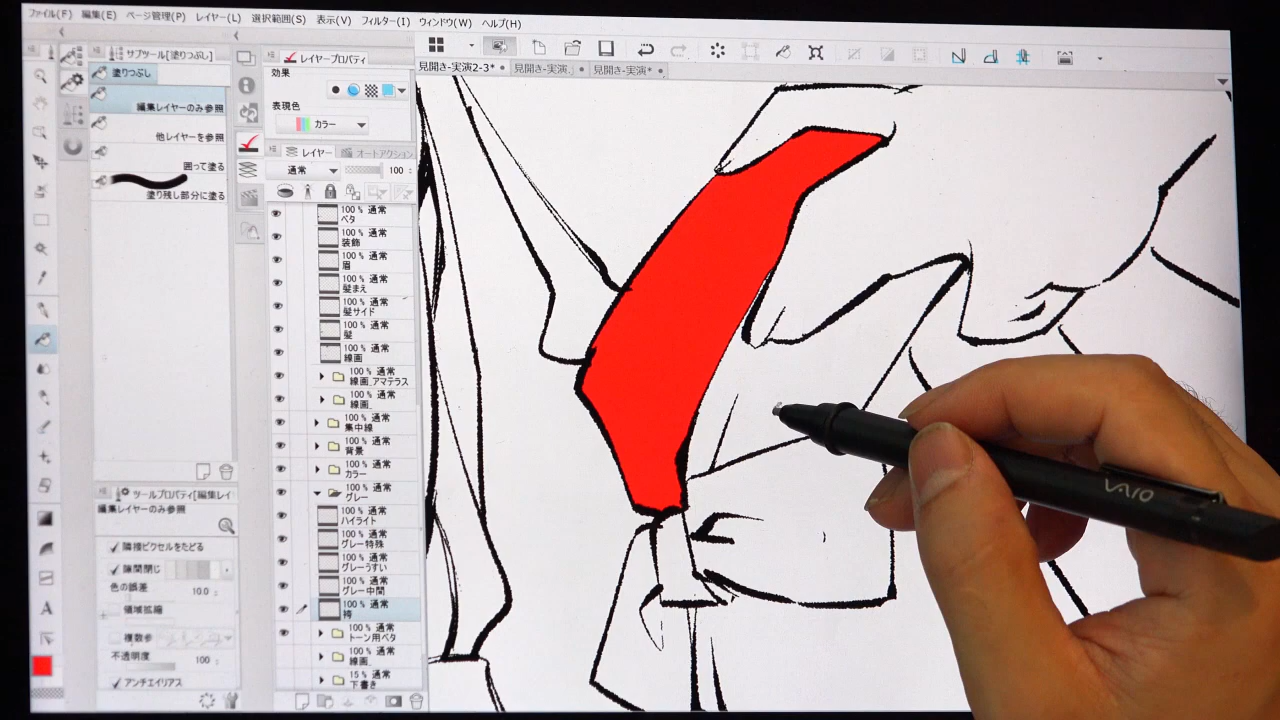 ファイル(F) 編集(E) ページ管理(P) レイヤー(L) 選択範囲(S) 表示(V) フィルター(I) ウィンドウ(W) ヘルプ(H)
サブツール[塗りつぶし]
塗りつぶし
編集レイヤーのみ参照
他レイヤーを参照
囲って塗る
塗り残し部分に塗る
レイヤープロパティ
効果
表現色
カラー
レイヤー オートアクション
通常 100
見開き-実演2-3* 見開き-実演. 見開き-実演*
100 % 通常
ベタ
100 % 通常
装飾
100 % 通常
眉
100 % 通常
髪まえ
100 % 通常
髪サイド
100 % 通常
髪
100 % 通常
線画
100 % 通常
線画_アマテラス
100 % 通常
線画_
100 % 通常
集中線
100 % 通常
背景
100 % 通常
カラー
100 % 通常
グレー
100 % 通常
ハイライト
100 % 通常
グレー特殊
100 % 通常
グレーうすい
100 % 通常
グレー中間
100 % 通常
袴
100 % 通常
トーン用ベタ
100 % 通常
線画_
15 % 通常
下書き
ツールプロパティ[編集レイ
編集レイヤーのみ参照
隣接ピクセルをたどる
隙間閉じ
色の誤差 10.0
領域拡縮
複数参
不透明度 100
アンチエイリアス
VAIO